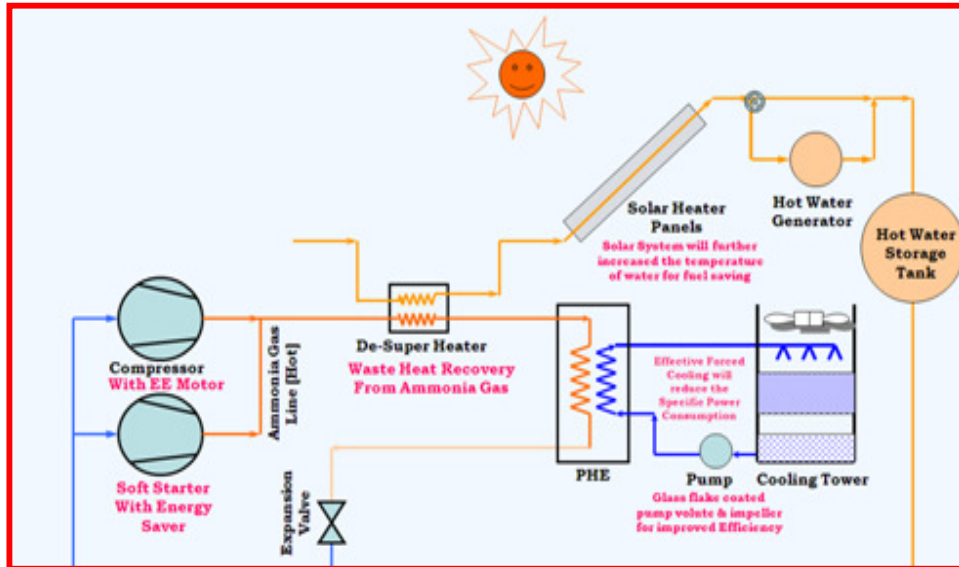 Solar Heater
Panels
Solar System will further
increased the temperature
of water for fuel saving
Hot Water
Generator
Hot Water
Storage
Tank
Compressor
With EE Motor
Ammonia Gas
Line [Hot]
De-Super Heater
Waste Heat Recovery
From Ammonia Gas
Effective Forced
Cooling will
reduce the
Specific Power
Consumption
Soft Starter
With Energy
Saver
Expansion
Valve
PHE
Pump
Cooling Tower
Glass flake coated
pump volute & impeller
for improved Efficiency